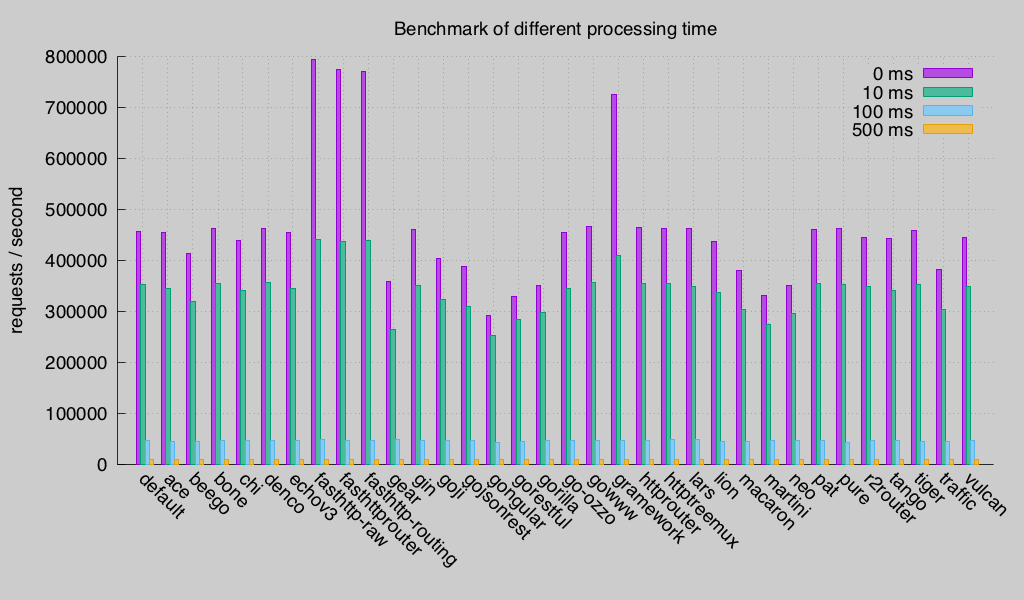 Benchmark of different processing time
requests / second
800000
700000
600000
500000
400000
300000
200000
100000
0
0 ms
10 ms
100 ms
500 ms
default
ace
beego
bone
chi
denco
echov3
fasthttp-raw
fasthttprouter
fasthttp-routing
gear
gin
goji
gojsonrest
gongular
gorestful
gorilla
go-ozzo
gowww
gramework
httprouter
httptreemux
lars
lion
macaron
martini
neo
pat
pure
r2router
tango
tiger
traffic
vulcan